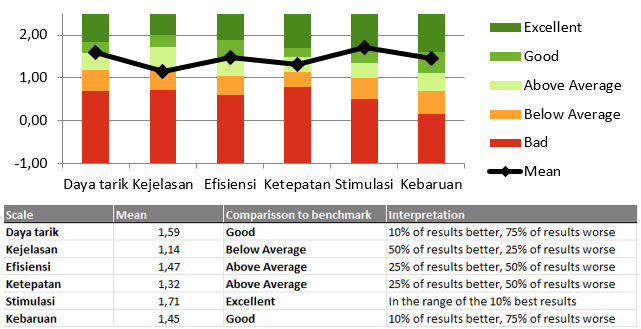 2,00
1,00
0,00
-1,00
Daya tarik Kejelasan Efisiensi Ketepatan Stimulasi Kebaruan
Excellent
Good
Above Average
Below Average
Bad
Mean
Scale Mean Comparisson to benchmark Interpretation
Daya tarik 1,59 Good 10% of results better, 75% of results worse
Kejelasan 1,14 Below Average 50% of results better, 25% of results worse
Efisiensi 1,47 Above Average 25% of results better, 50% of results worse
Ketepatan 1,32 Above Average 25% of results better, 50% of results worse
Stimulasi 1,71 Excellent In the range of the 10% best results
Kebaruan 1,45 Good 10% of results better, 75% of results worse